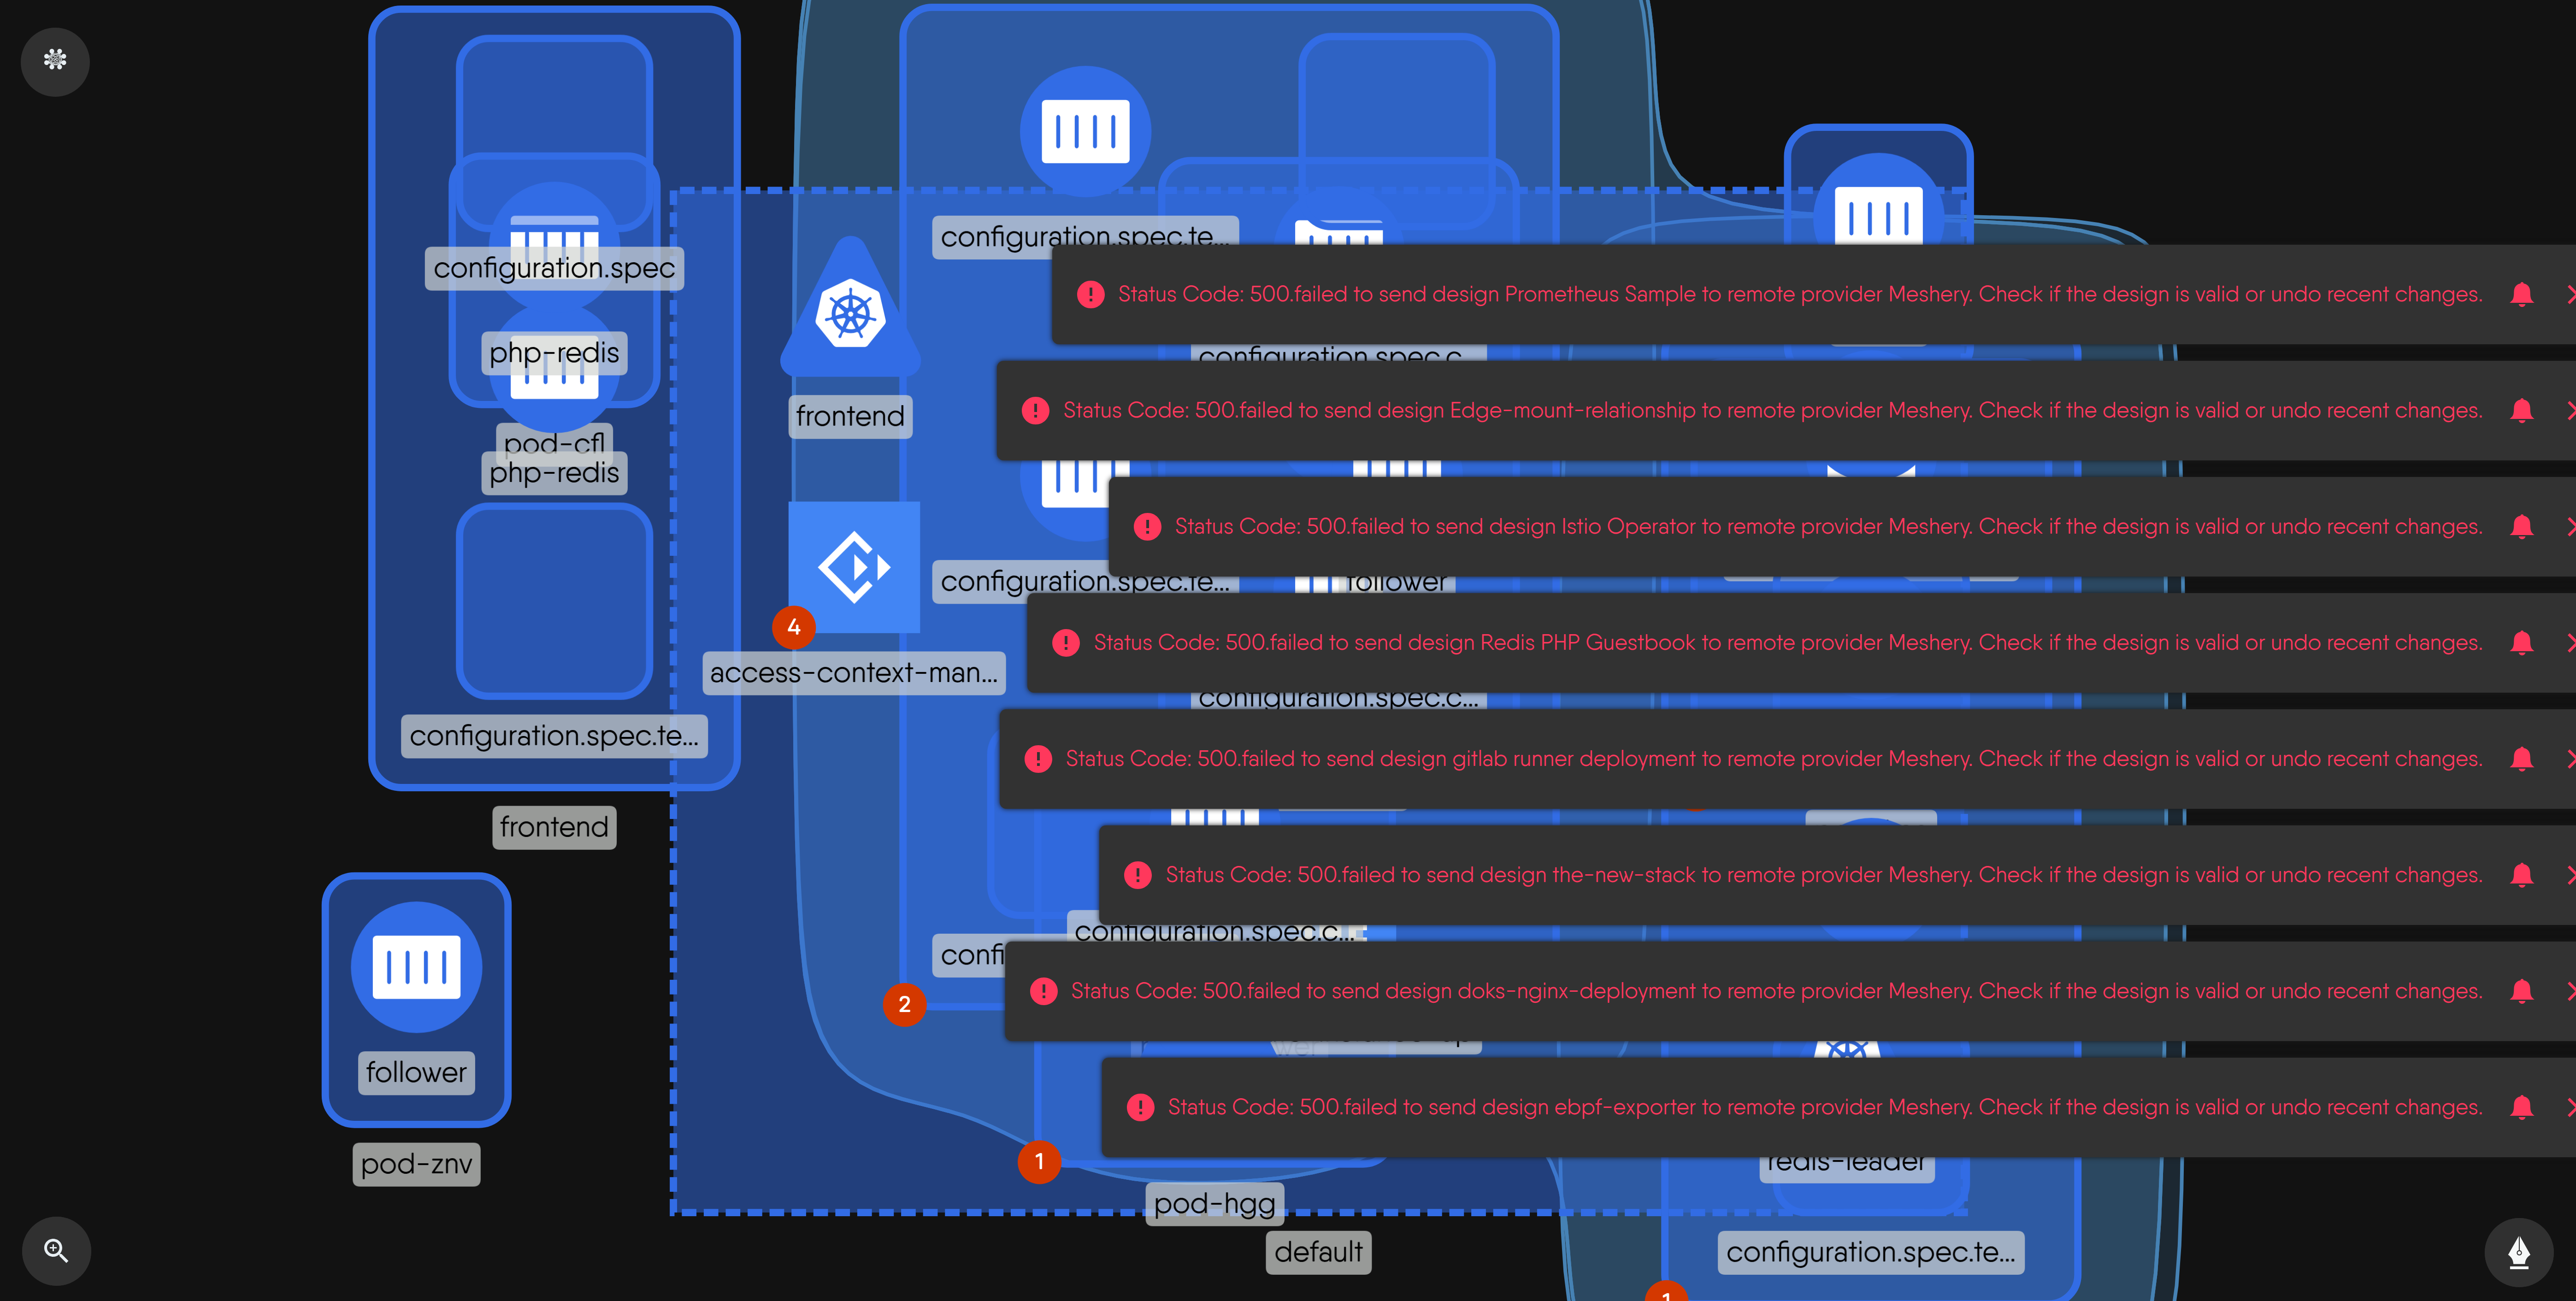 configuration.spec
php-redis
pod-cfl
php-redis
configuration.spec.te...
frontend
follower
pod-znv
frontend
4
access-context-man...
configuration.spec.te...
Status Code: 500.failed to send design Prometheus Sample to remote provider Meshery. Check if the design is valid or undo recent changes.
configuration.spec.c...
Status Code: 500.failed to send design Edge-mount-relationship to remote provider Meshery. Check if the design is valid or undo recent changes.
Status Code: 500.failed to send design Istio Operator to remote provider Meshery. Check if the design is valid or undo recent changes.
configuration.spec.te...
follower
Status Code: 500.failed to send design Redis PHP Guestbook to remote provider Meshery. Check if the design is valid or undo recent changes.
configuration.spec.c...
Status Code: 500.failed to send design gitlab runner deployment to remote provider Meshery. Check if the design is valid or undo recent changes.
Status Code: 500.failed to send design the-new-stack to remote provider Meshery. Check if the design is valid or undo recent changes.
configuration.spec.c...
confi
Status Code: 500.failed to send design doks-nginx-deployment to remote provider Meshery. Check if the design is valid or undo recent changes.
2
Status Code: 500.failed to send design ebpf-exporter to remote provider Meshery. Check if the design is valid or undo recent changes.
1
redis-leader
pod-hgg
default
configuration.spec.te...
1